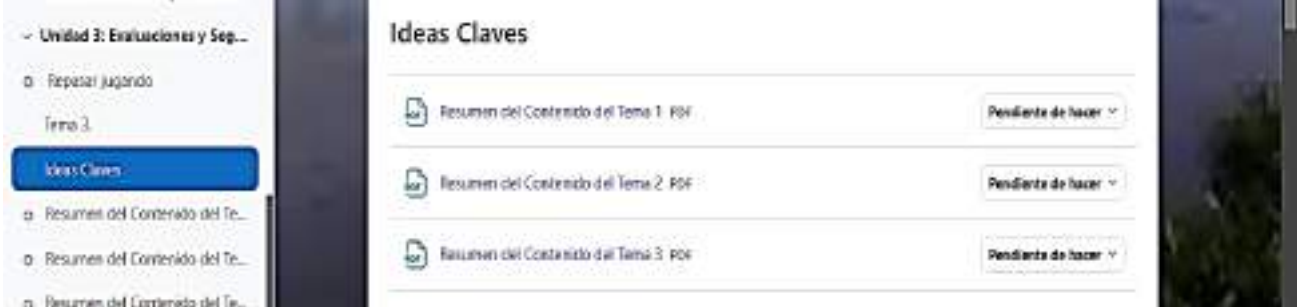 Unidad 3: Evaluaciones y Seg...
Repasar jugando
Tema 3.
Ideas Claves
Resumen del Contenido del Te...
Resumen del Contenido del Te...
Resumen del Contenido del Te...
Ideas Claves
Resumen del Contenido del Tema 1 PDF
Pendiente de hacer
Resumen del Contenido del Tema 2 PDF
Pendiente de hacer
Resumen del Contenido del Tema 3 PDF
Pendiente de hacer